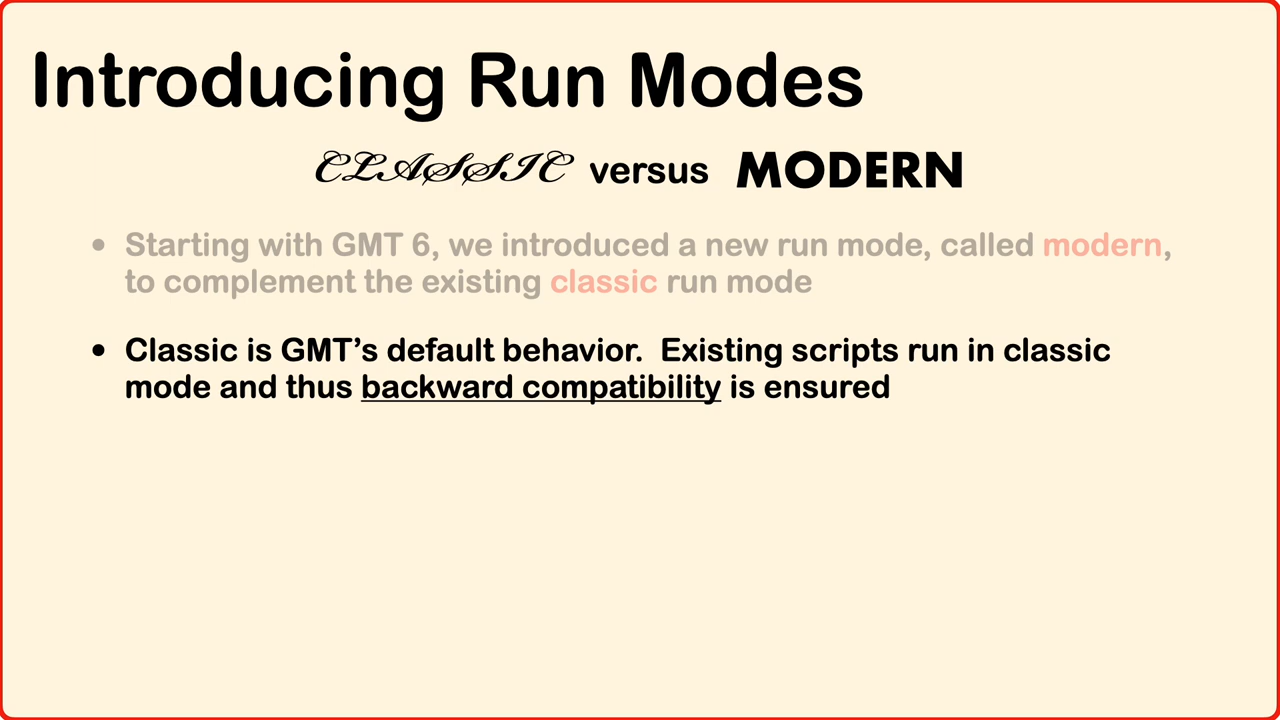 Introducing Run Modes
CLASSIC versus MODERN
• Starting with GMT 6, we introduced a new run mode, called modern,
to complement the existing classic run mode
• Classic is GMT’s default behavior.  Existing scripts run in classic
mode and thus backward compatibility is ensured